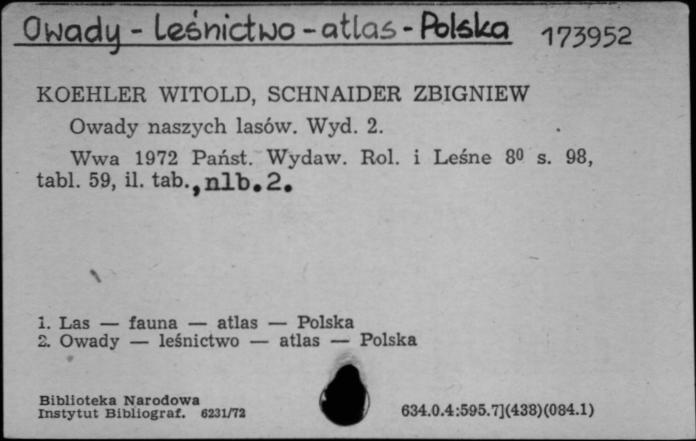 Owady - leśnictwo - atlas - Polska 173952
KOEHLER WITOLD, SCHNAIDER ZBIGNIEW
Owady naszych lasów. Wyd. 2.
Wwa 1972 Państ. Wydaw. Rol. i Leśne 8⁰ s. 98,
tabl. 59, il. tab., nlb.2.
1. Las — fauna — atlas — Polska
2. Owady — leśnictwo — atlas — Polska
Biblioteka Narodowa
Instytut Bibliograf. 6231/72 634.0.4:595.7](438)(084.1)